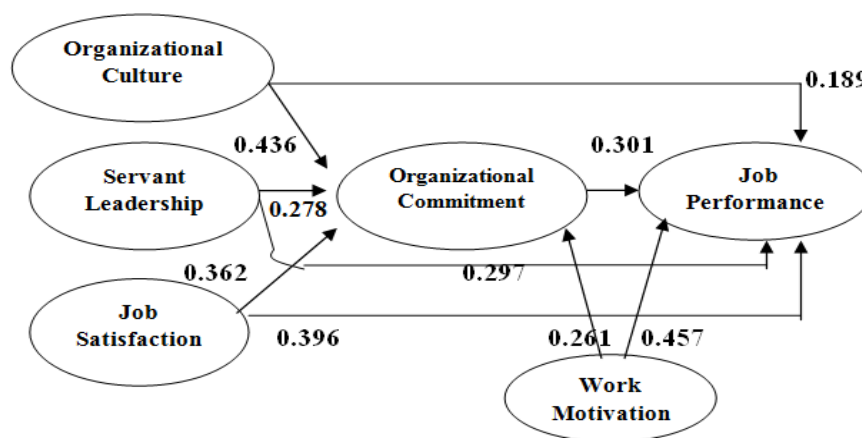 Organizational
Culture
0.189
0.436
0.301
Servant
Leadership
Organizational
Commitment
Job
Performance
0.278
0.362
0.297
Job
Satisfaction
0.396
0.261
0.457
Work
Motivation